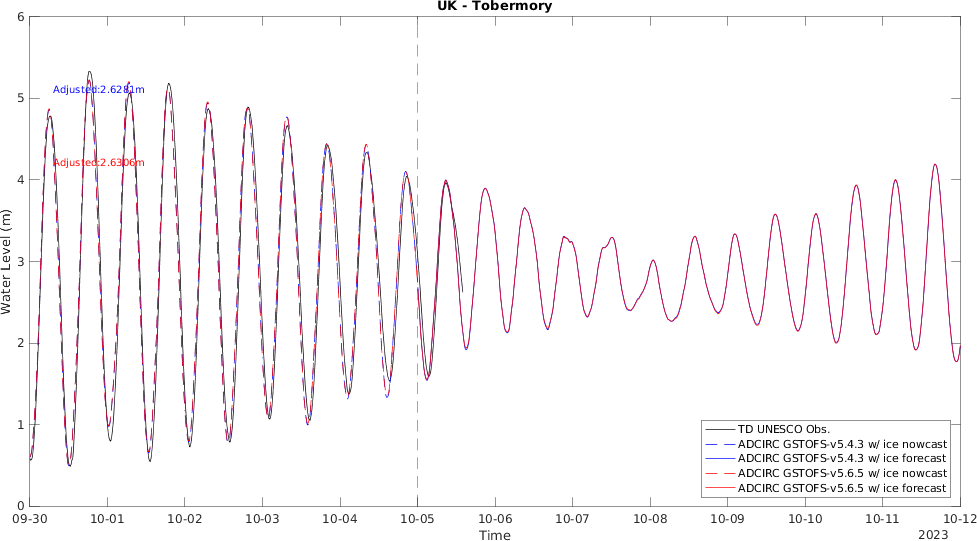 UK - Tobermory
6
5
4
3
2
1
0
Water Level (m)
Adjusted:2.6281m
Adjusted:2.6306m
TD UNESCO Obs.
ADCIRC GSTOFS-v5.4.3 w/ ice nowcast
ADCIRC GSTOFS-v5.4.3 w/ ice forecast
ADCIRC GSTOFS-v5.6.5 w/ ice nowcast
ADCIRC GSTOFS-v5.6.5 w/ ice forecast
09-30 10-01 10-02 10-03 10-04 10-05 10-06 10-07 10-08 10-09 10-10 10-11 10-12
Time
2023